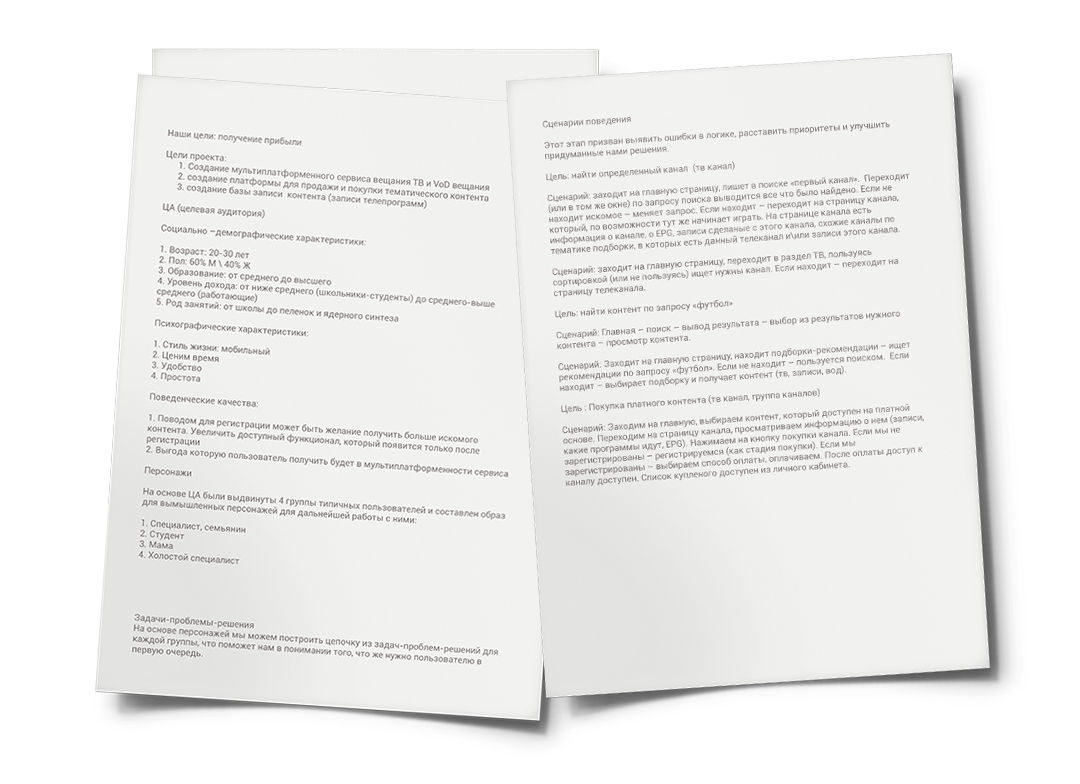 Наши цели: получение прибыли
Цели проекта:
1. Создание мультиплатформенного сервиса вещания ТВ и VoD вещания
2. создание платформы для продажи и покупки тематического контента
3. создание базы записи контента (записи телепрограмм)
ЦА (целевая аудитория)
Социально –демографические характеристики:
1. Возраст: 20-30 лет
2. Пол: 60% М \ 40% Ж
3. Образование: от среднего до высшего
4. Уровень дохода: от ниже среднего (школьники-студенты) до среднего-выше
среднего (работающие)
5. Род занятий: от школы до пеленок и ядерного синтеза
Психографические характеристики:
1. Стиль жизни: мобильный
2. Ценим время
3. Удобство
4. Простота
Поведенческие качества:
1. Поводом для регистрации может быть желание получить больше искомого
контента. Увеличить доступный функционал, который появится только после
регистрации
2. Выгода которую пользователь получить будет в мультиплатформенности сервиса
Персонажи
На основе ЦА были выдвинуты 4 группы типичных пользователей и составлен образ
для вымышленных персонажей для дальнейшей работы с ними:
1. Специалист, семьянин
2. Студент
3. Мама
4. Холостой специалист
Задачи-проблемы-решения
На основе персонажей мы можем построить цепочку из задач-проблем-решений для
каждой группы, что поможет нам в понимании того, что же нужно пользователю в
первую очередь.
Сценарии поведения
Этот этап призван выявить ошибки в логике, расставить приоритеты и улучшить
придуманные нами решения.
Цель: найти определенный канал (тв канал)
Сценарий: заходит на главную страницу, пишет в поиске «первый канал». Переходит
(или в том же окне) по запросу поиска выводится все что было найдено. Если не
находит искомое – меняет запрос. Если находит – переходит на страницу канала,
который, по возможности тут же начинает играть. На странице канала есть
информация о канале, о EPG, записи сделаные с этого канала, схожие каналы по
тематике подборки, в которых есть данный телеканал и\или записи этого канала.
Сценарий: заходит на главную страницу, переходит в раздел ТВ, пользуясь
сортировкой (или не пользуясь) ищет нужны канал. Если находит – переходит на
страницу телеканала.
Цель: найти контент по запросу «футбол»
Сценарий: Главная – поиск – вывод результата – выбор из результатов нужного
контента – просмотр контента.
Сценарий: Заходит на главную страницу, находит подборки-рекомендации – ищет
рекомендации по запросу «футбол». Если не находит – пользуется поиском. Если
находит – выбирает подборку и получает контент (тв, записи, вод).
Цель : Покупка платного контента (тв канал, группа каналов)
Сценарий: Заходим на главную, выбираем контент, который доступен на платной
основе. Переходим на страницу канала, просматриваем информацию о нем (записи,
какие программы идут, EPG). Нажимаем на кнопку покупки канала. Если мы не
зарегистрированы – регистрируемся (как стадия покупки). Если мы
зарегистрированы – выбираем способ оплаты, оплачиваем. После оплаты доступ к
каналу доступен. Список купленого доступен из личного кабинета.